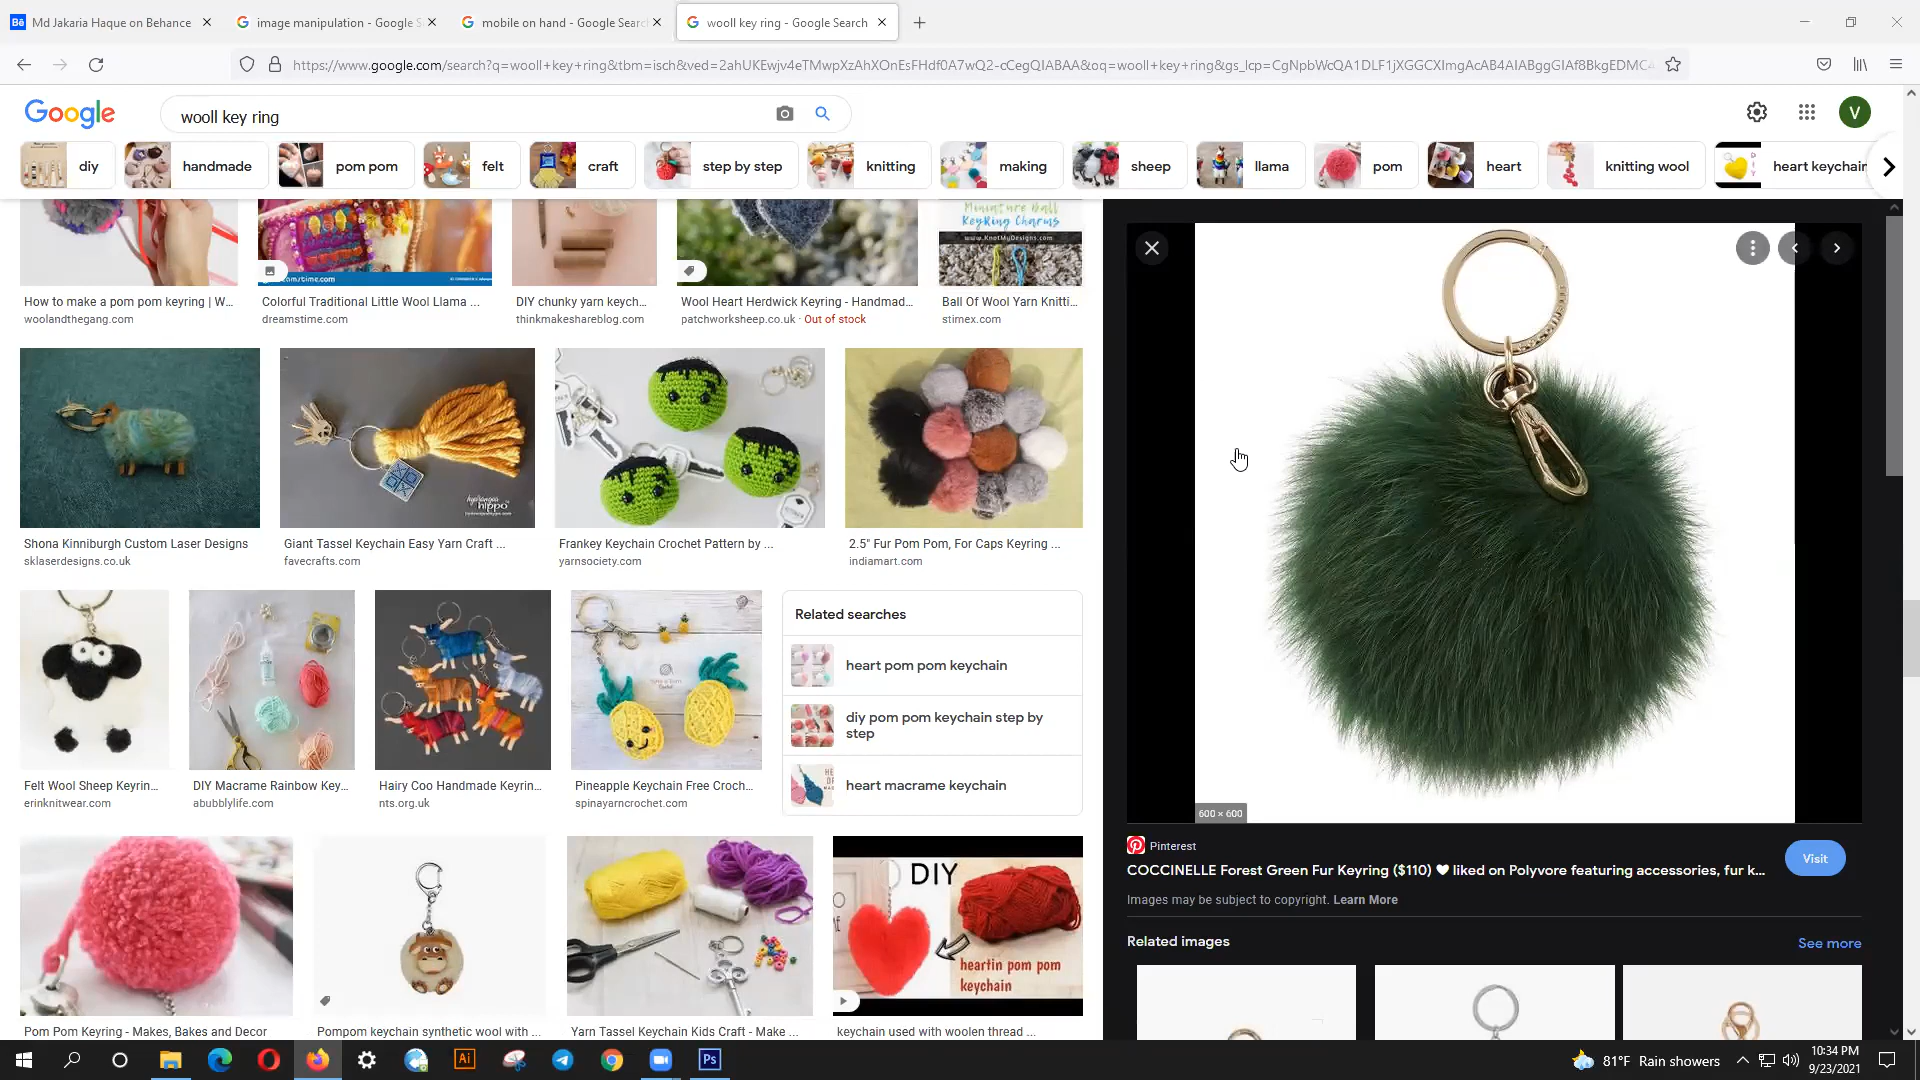 Md Jakaria Haque on Behance
image manipulation - Google S
mobile on hand - Google Searc
wooll key ring - Google Search
https://www.google.com/search?q=wooll+key+ring&tbm=isch&ved=2ahUKEwjv4eTMwpXzAhXOnEsFHdf0A7wQ2-cCegQIABAA&oq=wooll+key+ring&gs_lcp=CgNpbWcQA1DLF1jXGGCXImgAcAB4AIABggGIAf8BkgEDMC4
Google
wooll key ring
V
diy
handmade
pom pom
felt
craft
step by step
knitting
making
sheep
llama
pom
heart
knitting wool
heart keychain
Miniature Ball
KeyRing Charms
www.KnotMyDesigns.com
How to make a pom pom keyring | W...
woolandthegang.com
Colorful Traditional Little Wool Llama ...
dreamstime.com
DIY chunky yarn keych...
thinkmakeshareblog.com
Wool Heart Herdwick Keyring - Handmad...
patchworksheep.co.uk · Out of stock
Ball Of Wool Yarn Knitti...
stimex.com
hippo
Shona Kinniburgh Custom Laser Designs
sklaserdesigns.co.uk
Giant Tassel Keychain Easy Yarn Craft ...
favecrafts.com
Frankey Keychain Crochet Pattern by ...
yarnsociety.com
2.5" Fur Pom Pom, For Caps Keyring ...
indiamart.com
Related searches
heart pom pom keychain
diy pom pom keychain step by
step
heart macrame keychain
Felt Wool Sheep Keyrin...
erinknitwear.com
DIY Macrame Rainbow Key...
abubblylife.com
Hairy Coo Handmade Keyrin...
nts.org.uk
Pineapple Keychain Free Croch...
spinayarncrochet.com
DIY
heartin pom pom
keychain
Pom Pom Keyring - Makes, Bakes and Decor
Pompom keychain synthetic wool with ...
Yarn Tassel Keychain Kids Craft - Make ...
keychain used with woolen thread ...
600 × 600
Pinterest
COCCINELLE Forest Green Fur Keyring ($110) ❤ liked on Polyvore featuring accessories, fur k...
Visit
Images may be subject to copyright. Learn More
Related images
See more
Ai
Ps
81°F Rain showers
10:34 PM
9/23/2021